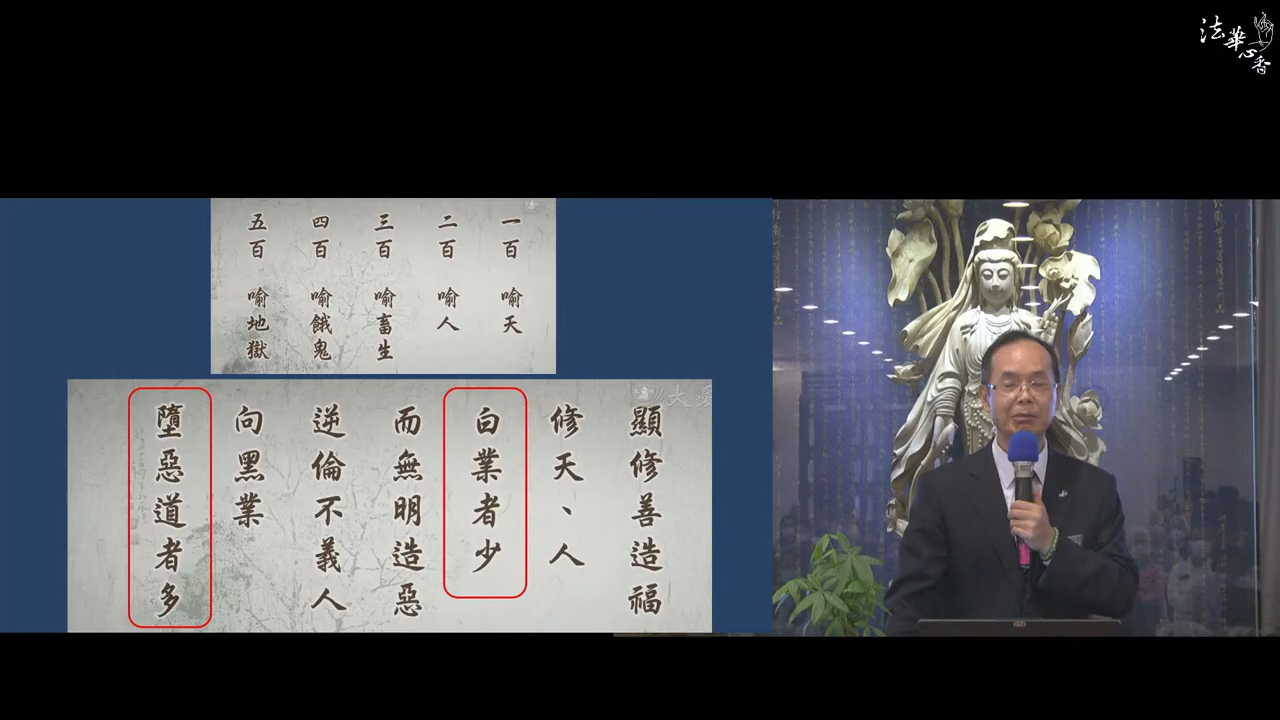 法華心香
一百 喻天
二百 喻人
三百 喻畜生
四百 喻餓鬼
五百 喻地獄
大愛
顯修善造福
修天、人
白業者少
而無明造惡
逆倫不義人
向黑業
墮惡道者多